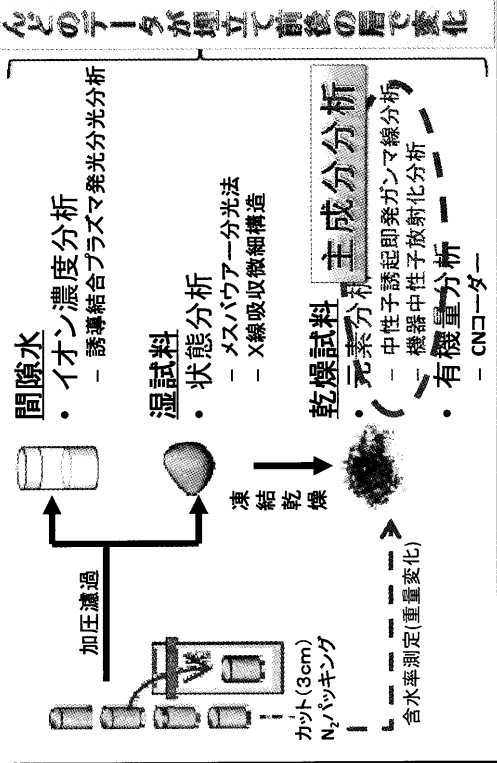 んどのデータが埋立て前後の層で変化
カット(3cm)
N₂パッキング
加圧濾過
含水率測定(重量変化)
凍結乾燥
間隙水
・イオン濃度分析
– 誘導結合プラズマ発光分光分析
湿試料
・状態分析
– メスバウアー分光法
– X線吸収微細構造
乾燥試料
主成分分析
・元素分析
– 中性子誘起即発ガンマ線分析
– 機器中性子放射化分析
・有機量分析
– CNコーダー